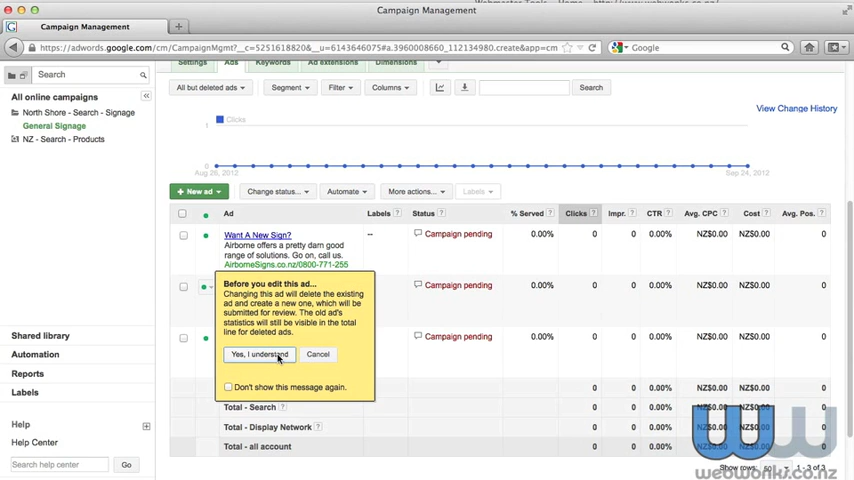 Campaign Management
Campaign Management
https://adwords.google.com/cm/CampaignMgmt?__c=5251618820&__u=6143646075#a.3960008660_112134980.create&app=cm
Google
Search
Settings
Ads
Keywords
Ad extensions
Dimensions
All but deleted ads
Segment
Filter
Columns
Search
All online campaigns
North Shore - Search - Signage
General Signage
NZ - Search - Products
View Change History
Clicks
1
0
Aug 26, 2012
Sep 24, 2012
+ New ad
Change status...
Automate
More actions...
Labels
Ad
Labels ?
Status ?
% Served ?
Clicks ?
Impr. ?
CTR ?
Avg. CPC ?
Cost ?
Avg. Pos. ?
Want A New Sign?
Airborne offers a pretty darn good
range of solutions. Go on, call us.
AirborneSigns.co.nz/0800-771-255
--
Campaign pending
0.00%
0
0
0.00%
NZ$0.00
NZ$0.00
0
Campaign pending
0.00%
0
0
0.00%
NZ$0.00
NZ$0.00
0
Campaign pending
0.00%
0
0
0.00%
NZ$0.00
NZ$0.00
0
Before you edit this ad...
Changing this ad will delete the existing
ad and create a new one, which will be
submitted for review. The old ad's
statistics will still be visible in the total
line for deleted ads.
Yes, I understand
Cancel
Don't show this message again.
0
0
0.00%
NZ$0.00
NZ$0.00
0
Total - Search ?
0
0
0.00%
NZ$0.00
NZ$0.00
0
Total - Display Network ?
0
0
0.00%
Total - all account
0
0
0.00%
Show rows:
1 - 3 of 3
Shared library
Automation
Reports
Labels
Help
Help Center
Search help center
Go
webwonks.co.nz